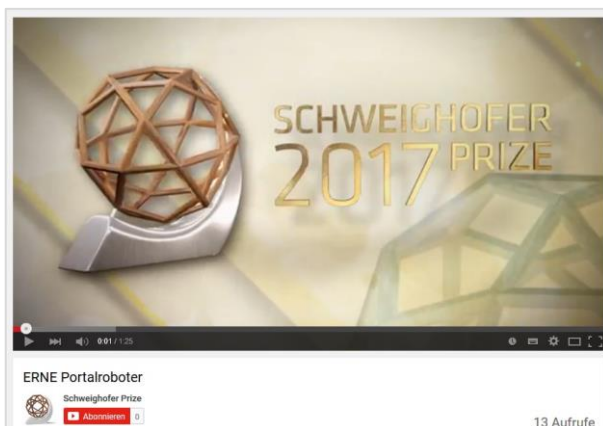 SCHWEIGHOFER
2017 PRIZE
0:01 / 1:25
ERNE Portalroboter
Schweighofer Prize
Abonnieren 0
13 Aufrufe